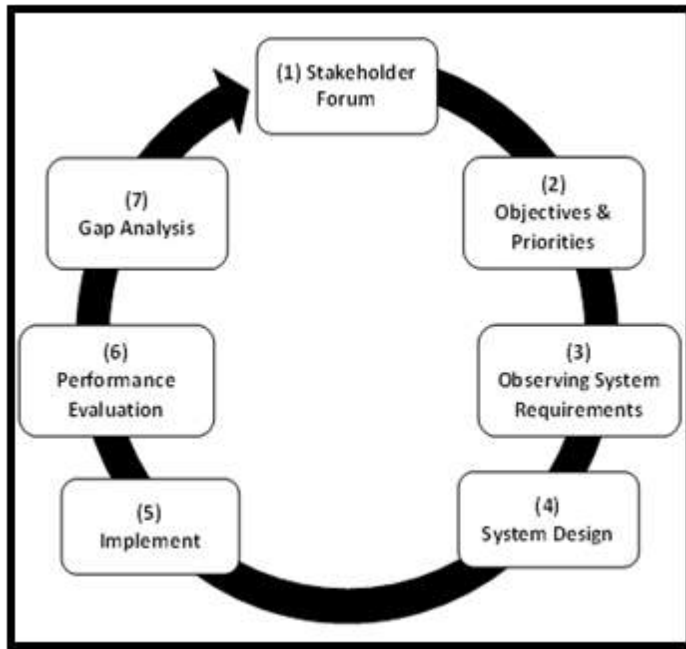 (1) Stakeholder
Forum
(2)
Objectives &
Priorities
(3)
Observing System
Requirements
(4)
System Design
(5)
Implement
(6)
Performance
Evaluation
(7)
Gap Analysis